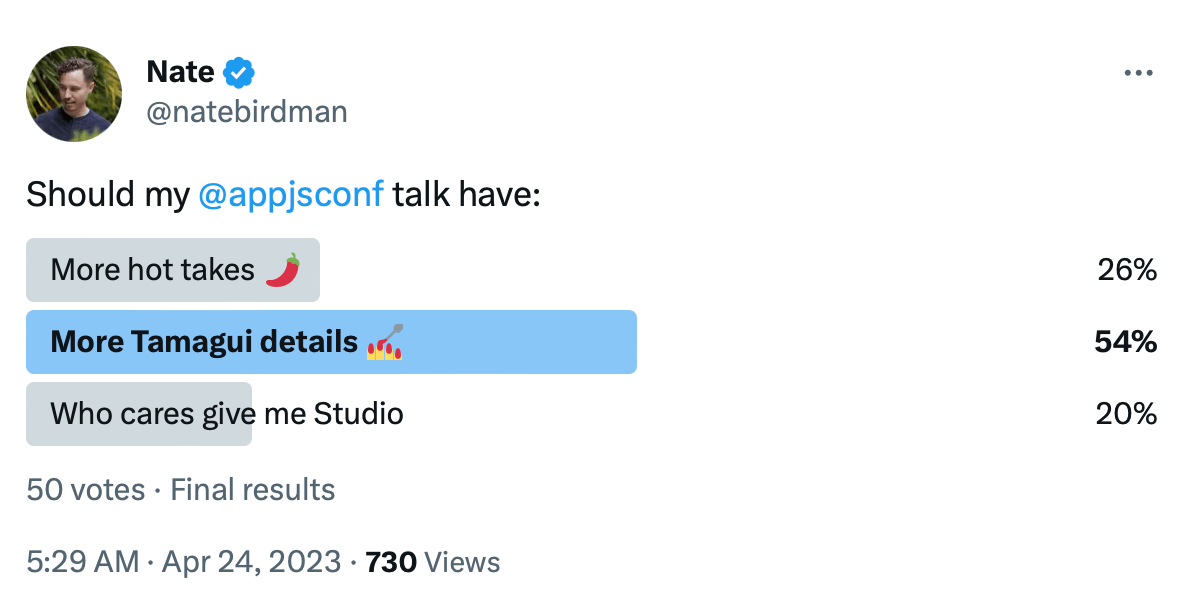 Nate
@natebirdman
Should my @appjsconf talk have:
More hot takes 🌶️ 26%
More Tamagui details 💅 54%
Who cares give me Studio 20%
50 votes · Final results
5:29 AM · Apr 24, 2023 · 730 Views